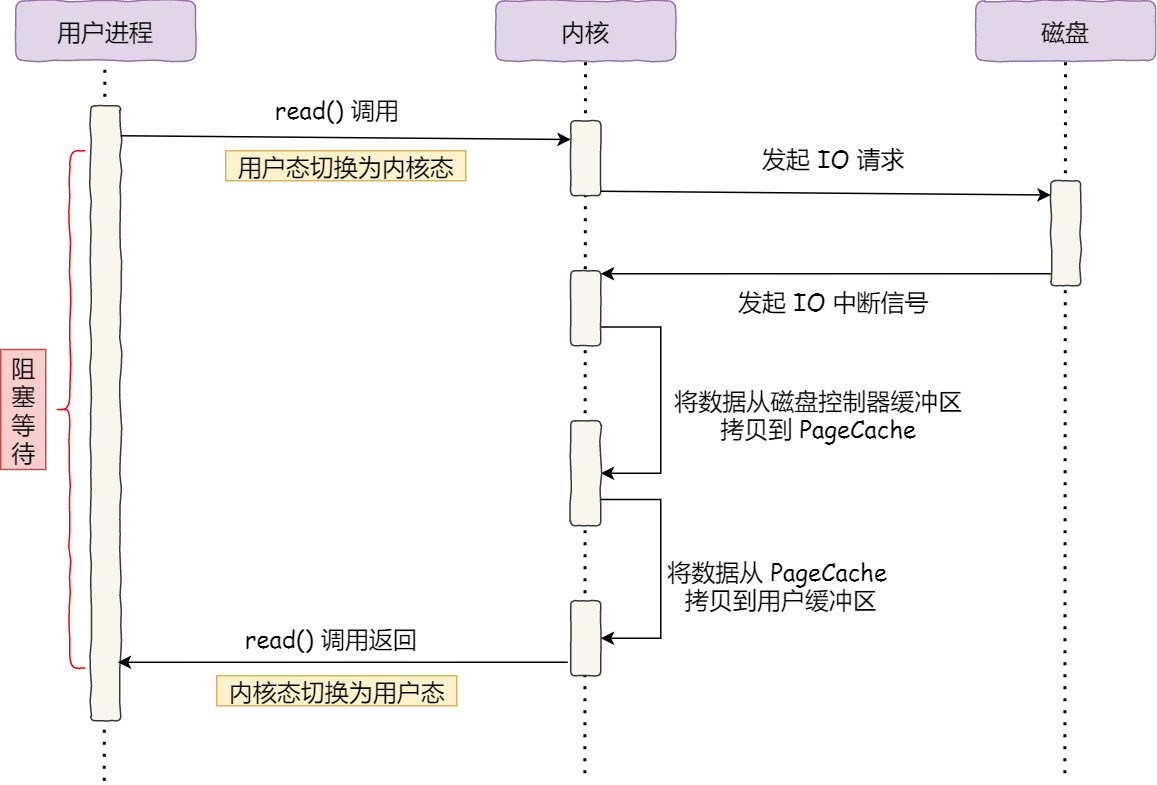 用户进程
内核
磁盘
read() 调用
用户态切换为内核态
发起 IO 请求
发起 IO 中断信号
阻
塞
等
待
将数据从磁盘控制器缓冲区
拷贝到 PageCache
将数据从 PageCache
拷贝到用户缓冲区
read() 调用返回
内核态切换为用户态